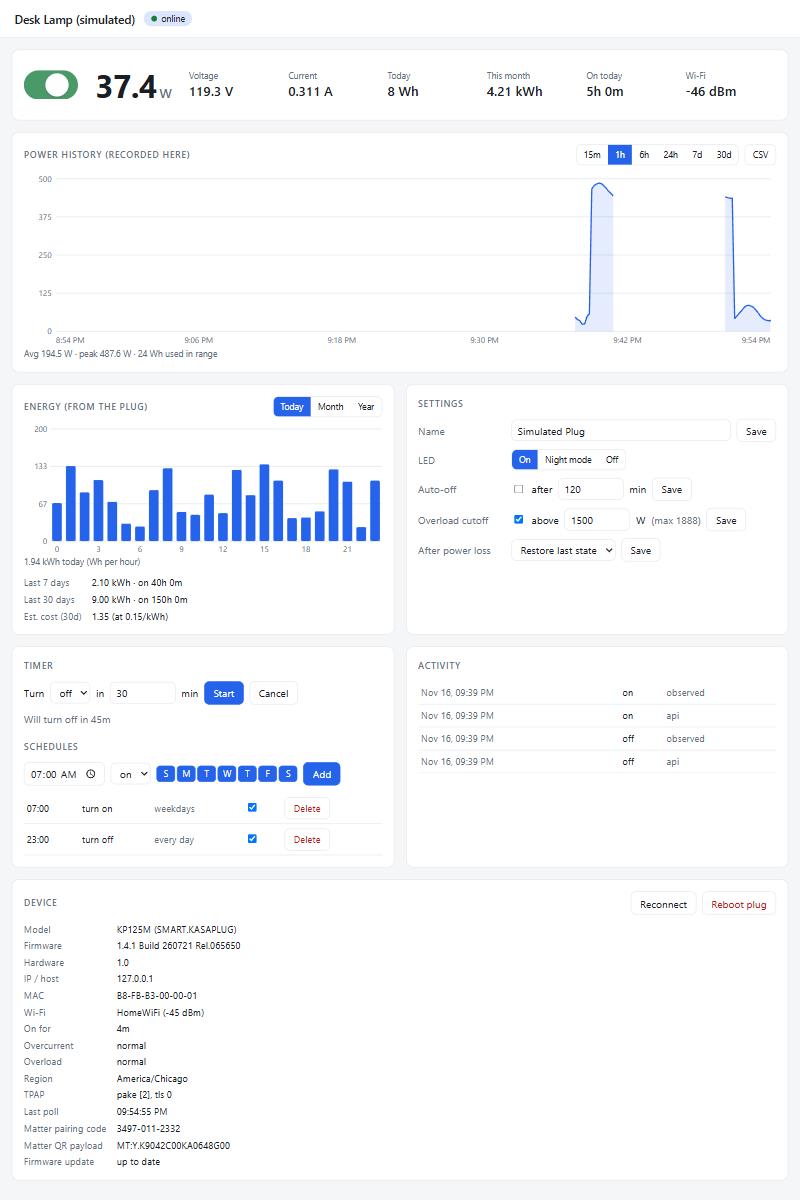 Desk Lamp (simulated) online
37.4 W
Voltage Current Today This month On today Wi-Fi
119.3 V 0.311 A 8 Wh 4.21 kWh 5h 0m -46 dBm
POWER HISTORY (RECORDED HERE) 15m 1h 6h 24h 7d 30d CSV
500
375
250
125
0
8:54 PM 9:06 PM 9:18 PM 9:30 PM 9:42 PM 9:54 PM
Avg 194.5 W · peak 487.6 W · 24 Wh used in range
ENERGY (FROM THE PLUG) Today Month Year
200
133
67
0
0 3 6 9 12 15 18 21
1.94 kWh today (Wh per hour)
Last 7 days 2.10 kWh · on 40h 0m
Last 30 days 9.00 kWh · on 150h 0m
Est. cost (30d) 1.35 (at 0.15/kWh)
SETTINGS
Name Simulated Plug Save
LED On Night mode Off
Auto-off after 120 min Save
Overload cutoff above 1500 W (max 1888) Save
After power loss Restore last state Save
TIMER
Turn off in 30 min Start Cancel
Will turn off in 45m
SCHEDULES
07:00 AM on S M T W T F S Add
07:00 turn on weekdays Delete
23:00 turn off every day Delete
ACTIVITY
Nov 16, 09:39 PM on observed
Nov 16, 09:39 PM on api
Nov 16, 09:39 PM off observed
Nov 16, 09:39 PM off api
DEVICE Reconnect Reboot plug
Model KP125M (SMART.KASAPLUG)
Firmware 1.4.1 Build 260721 Rel.065650
Hardware 1.0
IP / host 127.0.0.1
MAC B8-FB-B3-00-00-01
Wi-Fi HomeWiFi (-45 dBm)
On for 4m
Overcurrent normal
Overload normal
Region America/Chicago
TPAP pake [2], tls 0
Last poll 09:54:55 PM
Matter pairing code 3497-011-2332
Matter QR payload MT:Y.K9042C00KA0648G00
Firmware update up to date